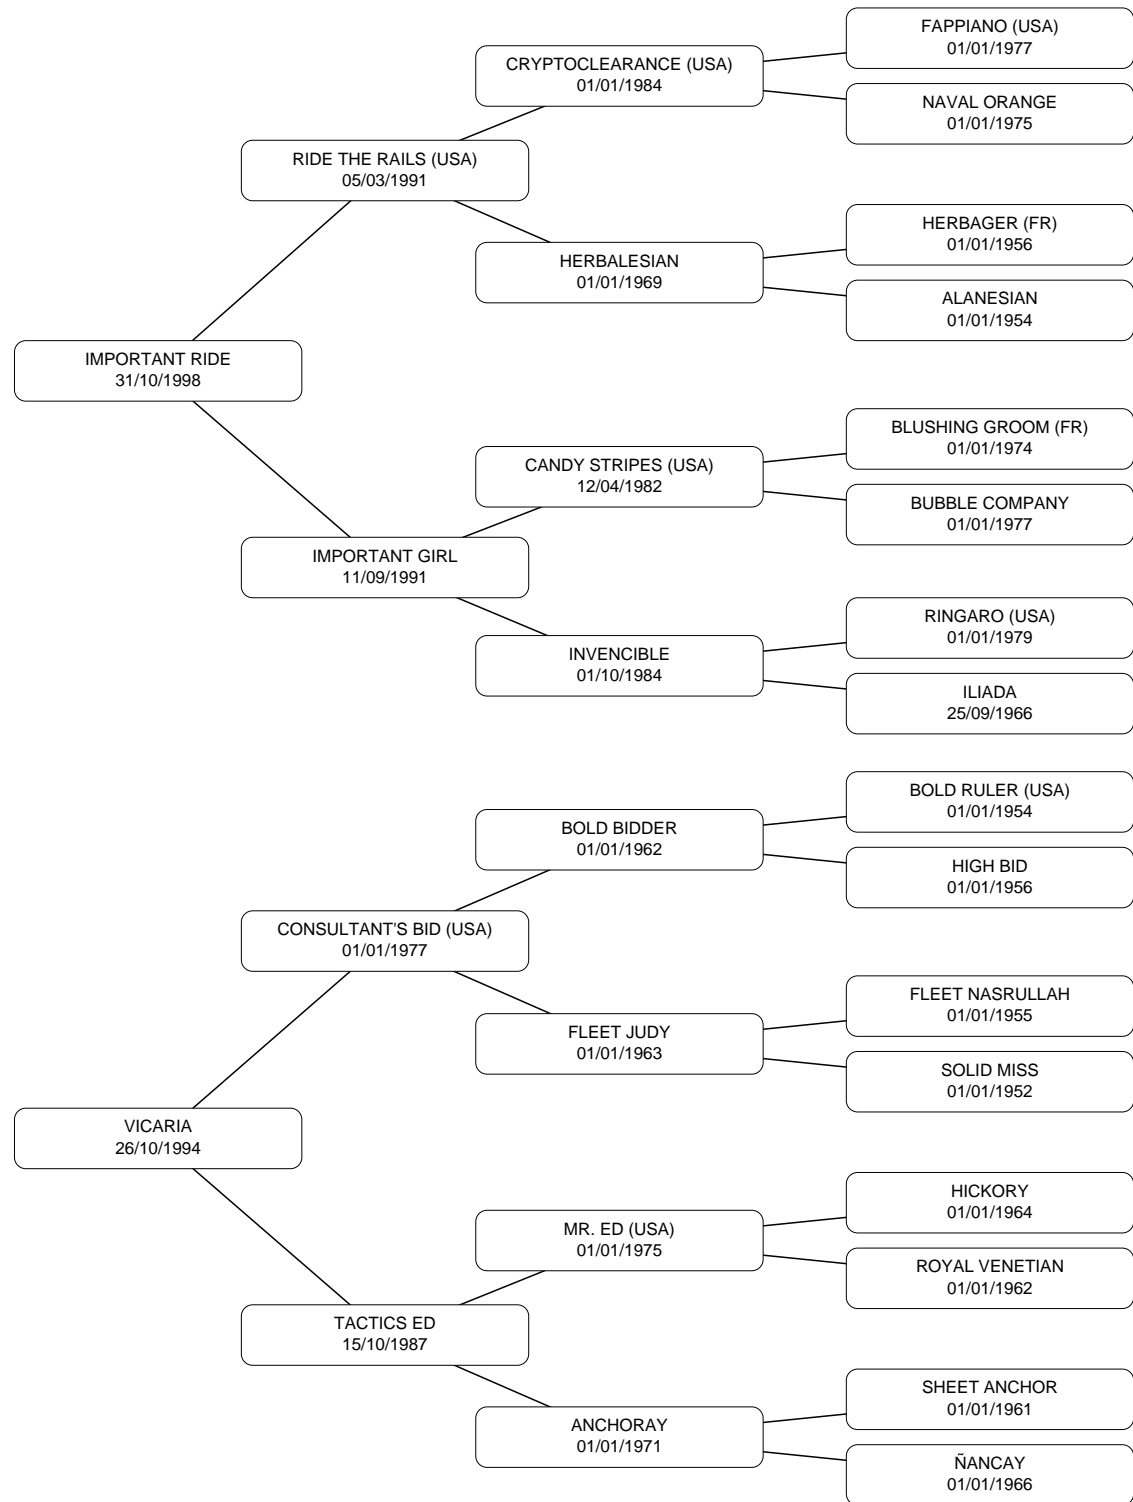 FAPPIANO (USA)
01/01/1977
CRYPTOCLEARANCE (USA)
01/01/1984
NAVAL ORANGE
01/01/1975
RIDE THE RAILS (USA)
05/03/1991
HERBAGER (FR)
01/01/1956
HERBALESIAN
01/01/1969
ALANESIAN
01/01/1954
IMPORTANT RIDE
31/10/1998
BLUSHING GROOM (FR)
01/01/1974
CANDY STRIPES (USA)
12/04/1982
BUBBLE COMPANY
01/01/1977
IMPORTANT GIRL
11/09/1991
RINGARO (USA)
01/01/1979
INVENCIBLE
01/10/1984
ILIADA
25/09/1966
BOLD RULER (USA)
01/01/1954
BOLD BIDDER
01/01/1962
HIGH BID
01/01/1956
CONSULTANT'S BID (USA)
01/01/1977
FLEET NASRULLAH
01/01/1955
FLEET JUDY
01/01/1963
SOLID MISS
01/01/1952
VICARIA
26/10/1994
HICKORY
01/01/1964
MR. ED (USA)
01/01/1975
ROYAL VENETIAN
01/01/1962
TACTICS ED
15/10/1987
SHEET ANCHOR
01/01/1961
ANCHORAY
01/01/1971
ÑANCAY
01/01/1966